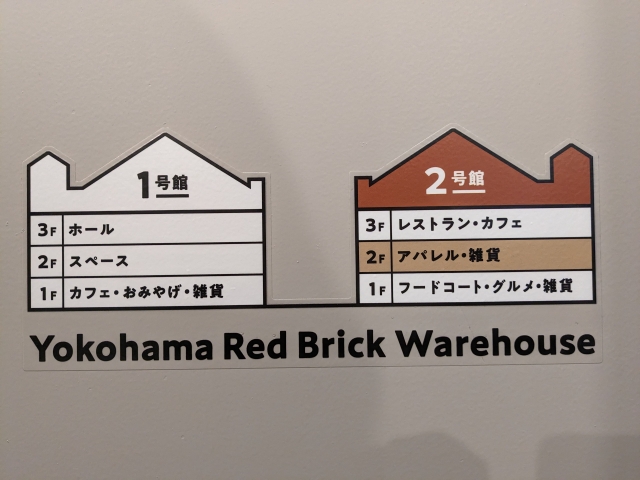 1号館
3F ホール
2F スペース
1F カフェ・おみやげ・雑貨
2号館
3F レストラン・カフェ
2F アパレル・雑貨
1F フードコート・グルメ・雑貨
Yokohama Red Brick Warehouse